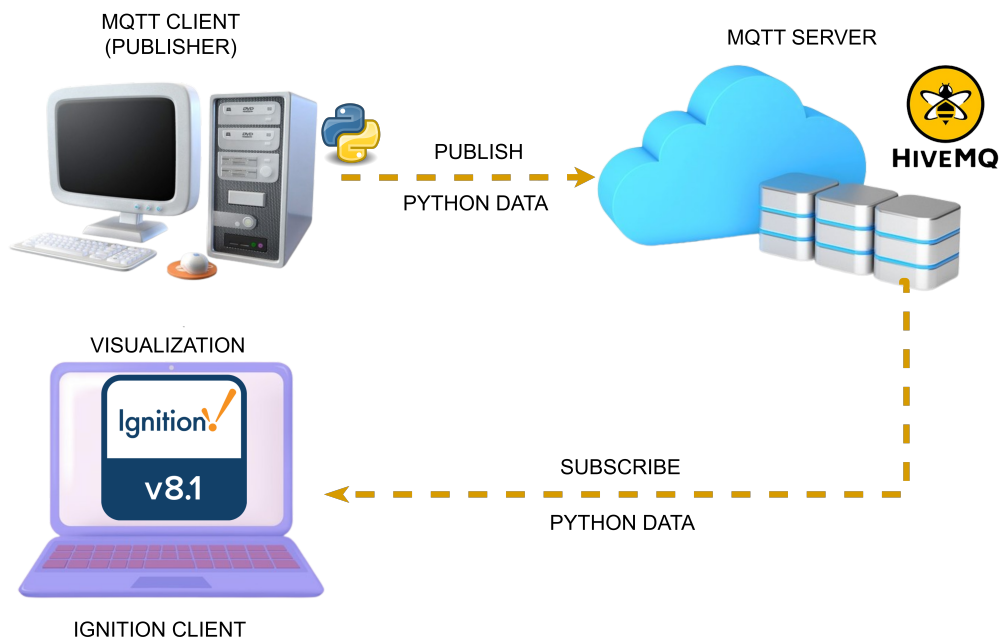 MQTT CLIENT
(PUBLISHER)
MQTT SERVER
HIVEMQ
PUBLISH
PYTHON DATA
VISUALIZATION
Ignition!
v8.1
SUBSCRIBE
PYTHON DATA
IGNITION CLIENT